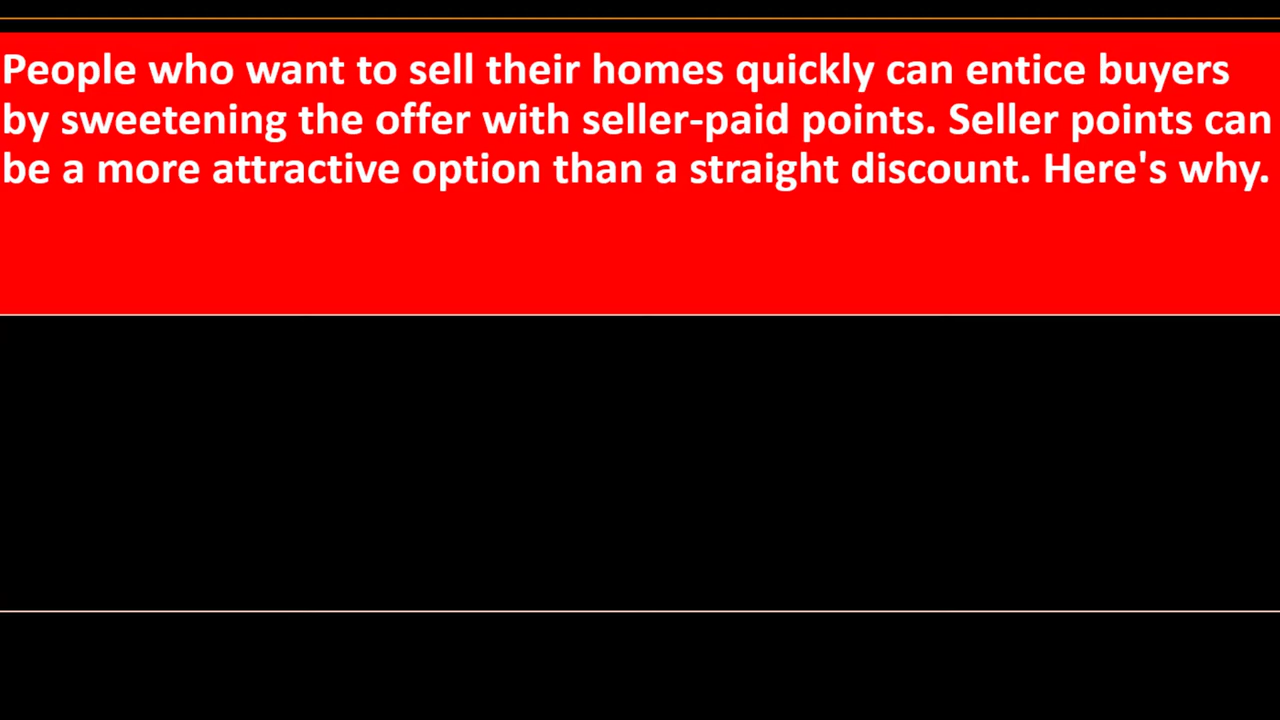 People who want to sell their homes quickly can entice buyers
by sweetening the offer with seller-paid points. Seller points can
be a more attractive option than a straight discount. Here's why.